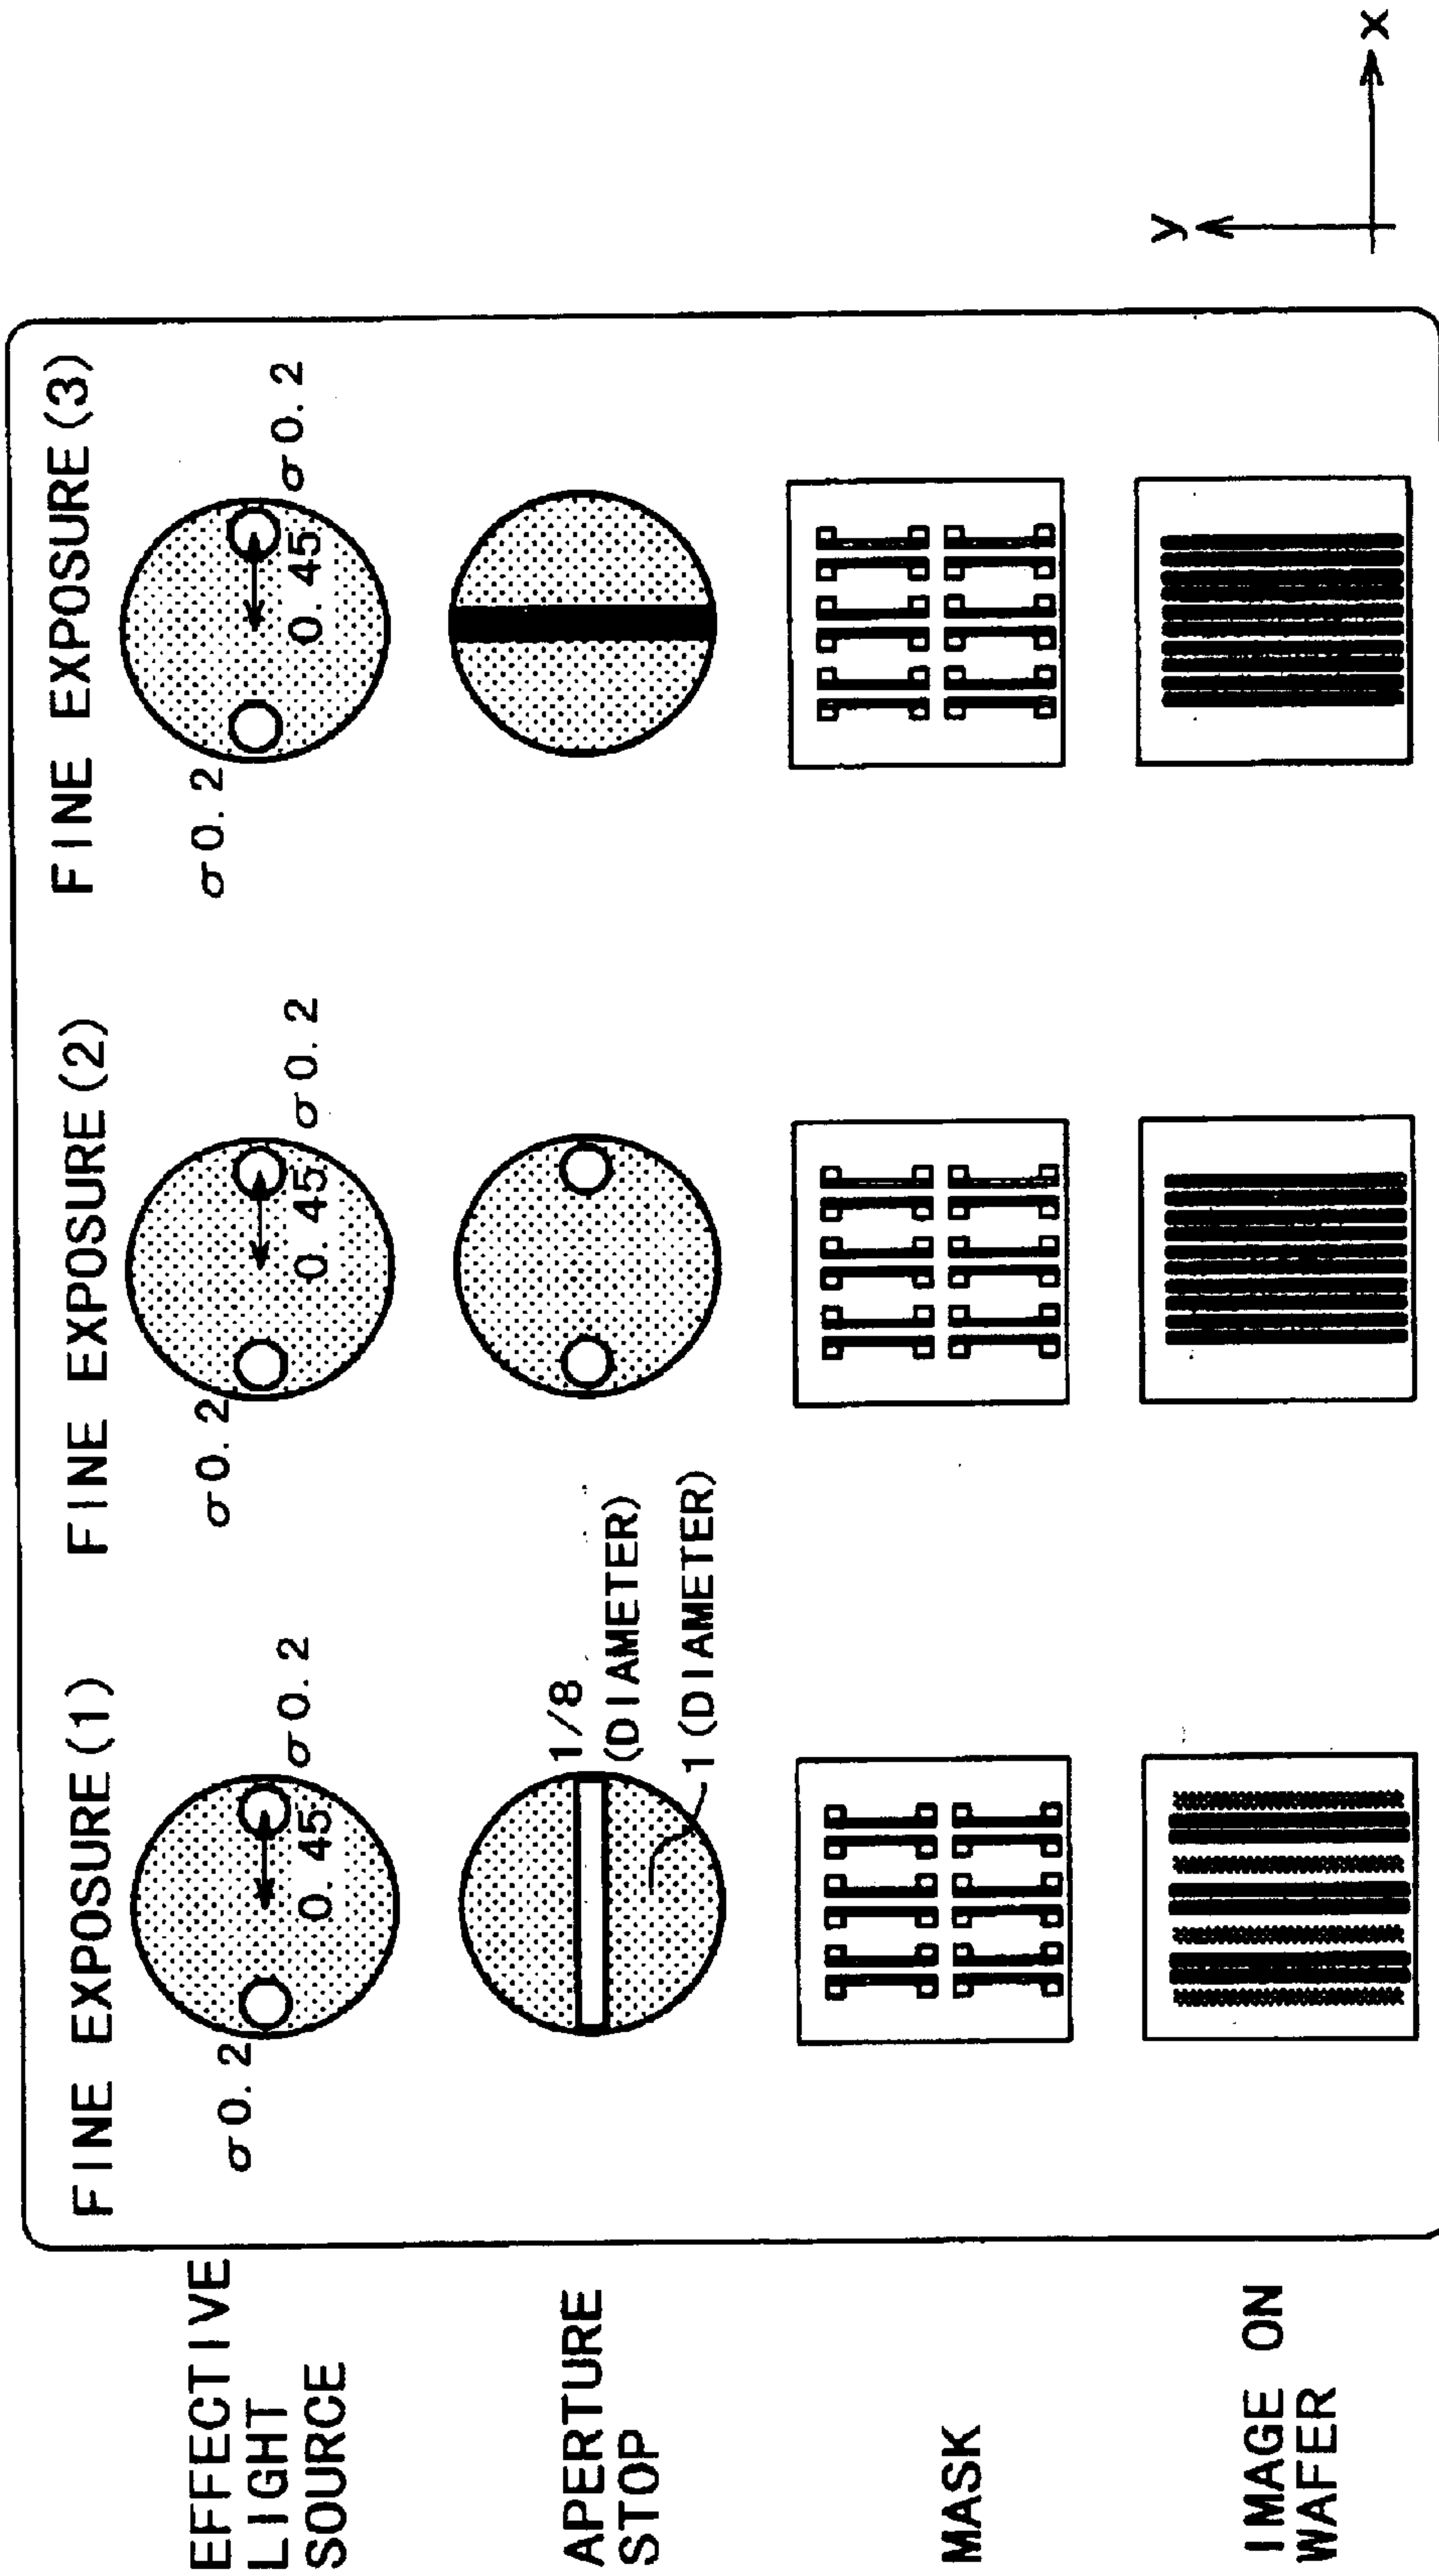 FINE EXPOSURE(1)
FINE EXPOSURE(2)
FINE EXPOSURE(3)
EFFECTIVE
LIGHT
SOURCE
σ0.2
σ0.2
0.45
σ0.2
σ0.2
0.45
σ0.2
σ0.2
0.45
APERTURE
STOP
1/8
(DIAMETER)
1(DIAMETER)
MASK
IMAGE ON
WAFER
y
x